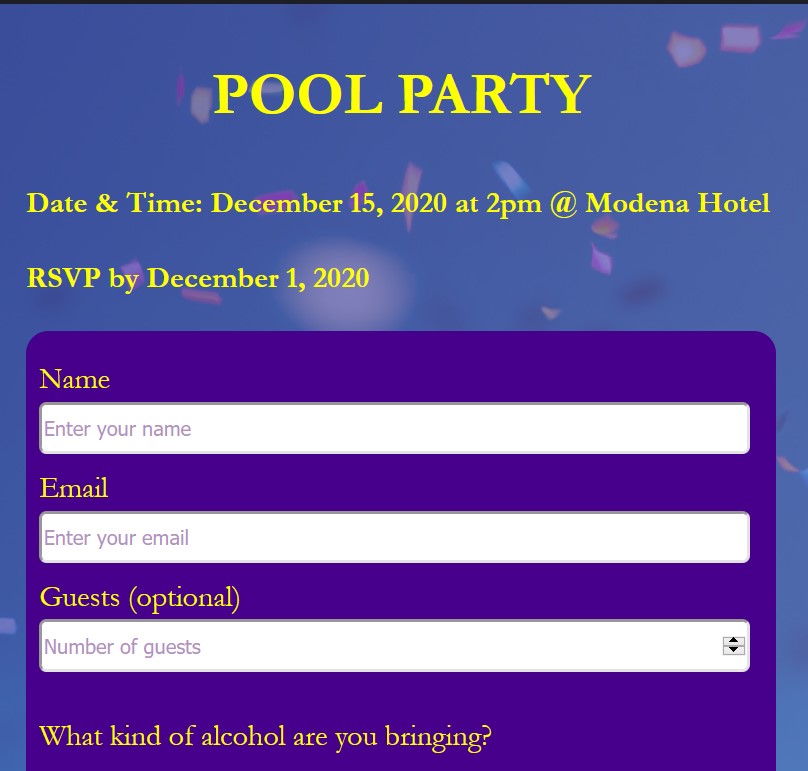 POOL PARTY
Date & Time: December 15, 2020 at 2pm @ Modena Hotel
RSVP by December 1, 2020
Name
Enter your name
Email
Enter your email
Guests (optional)
Number of guests
What kind of alcohol are you bringing?